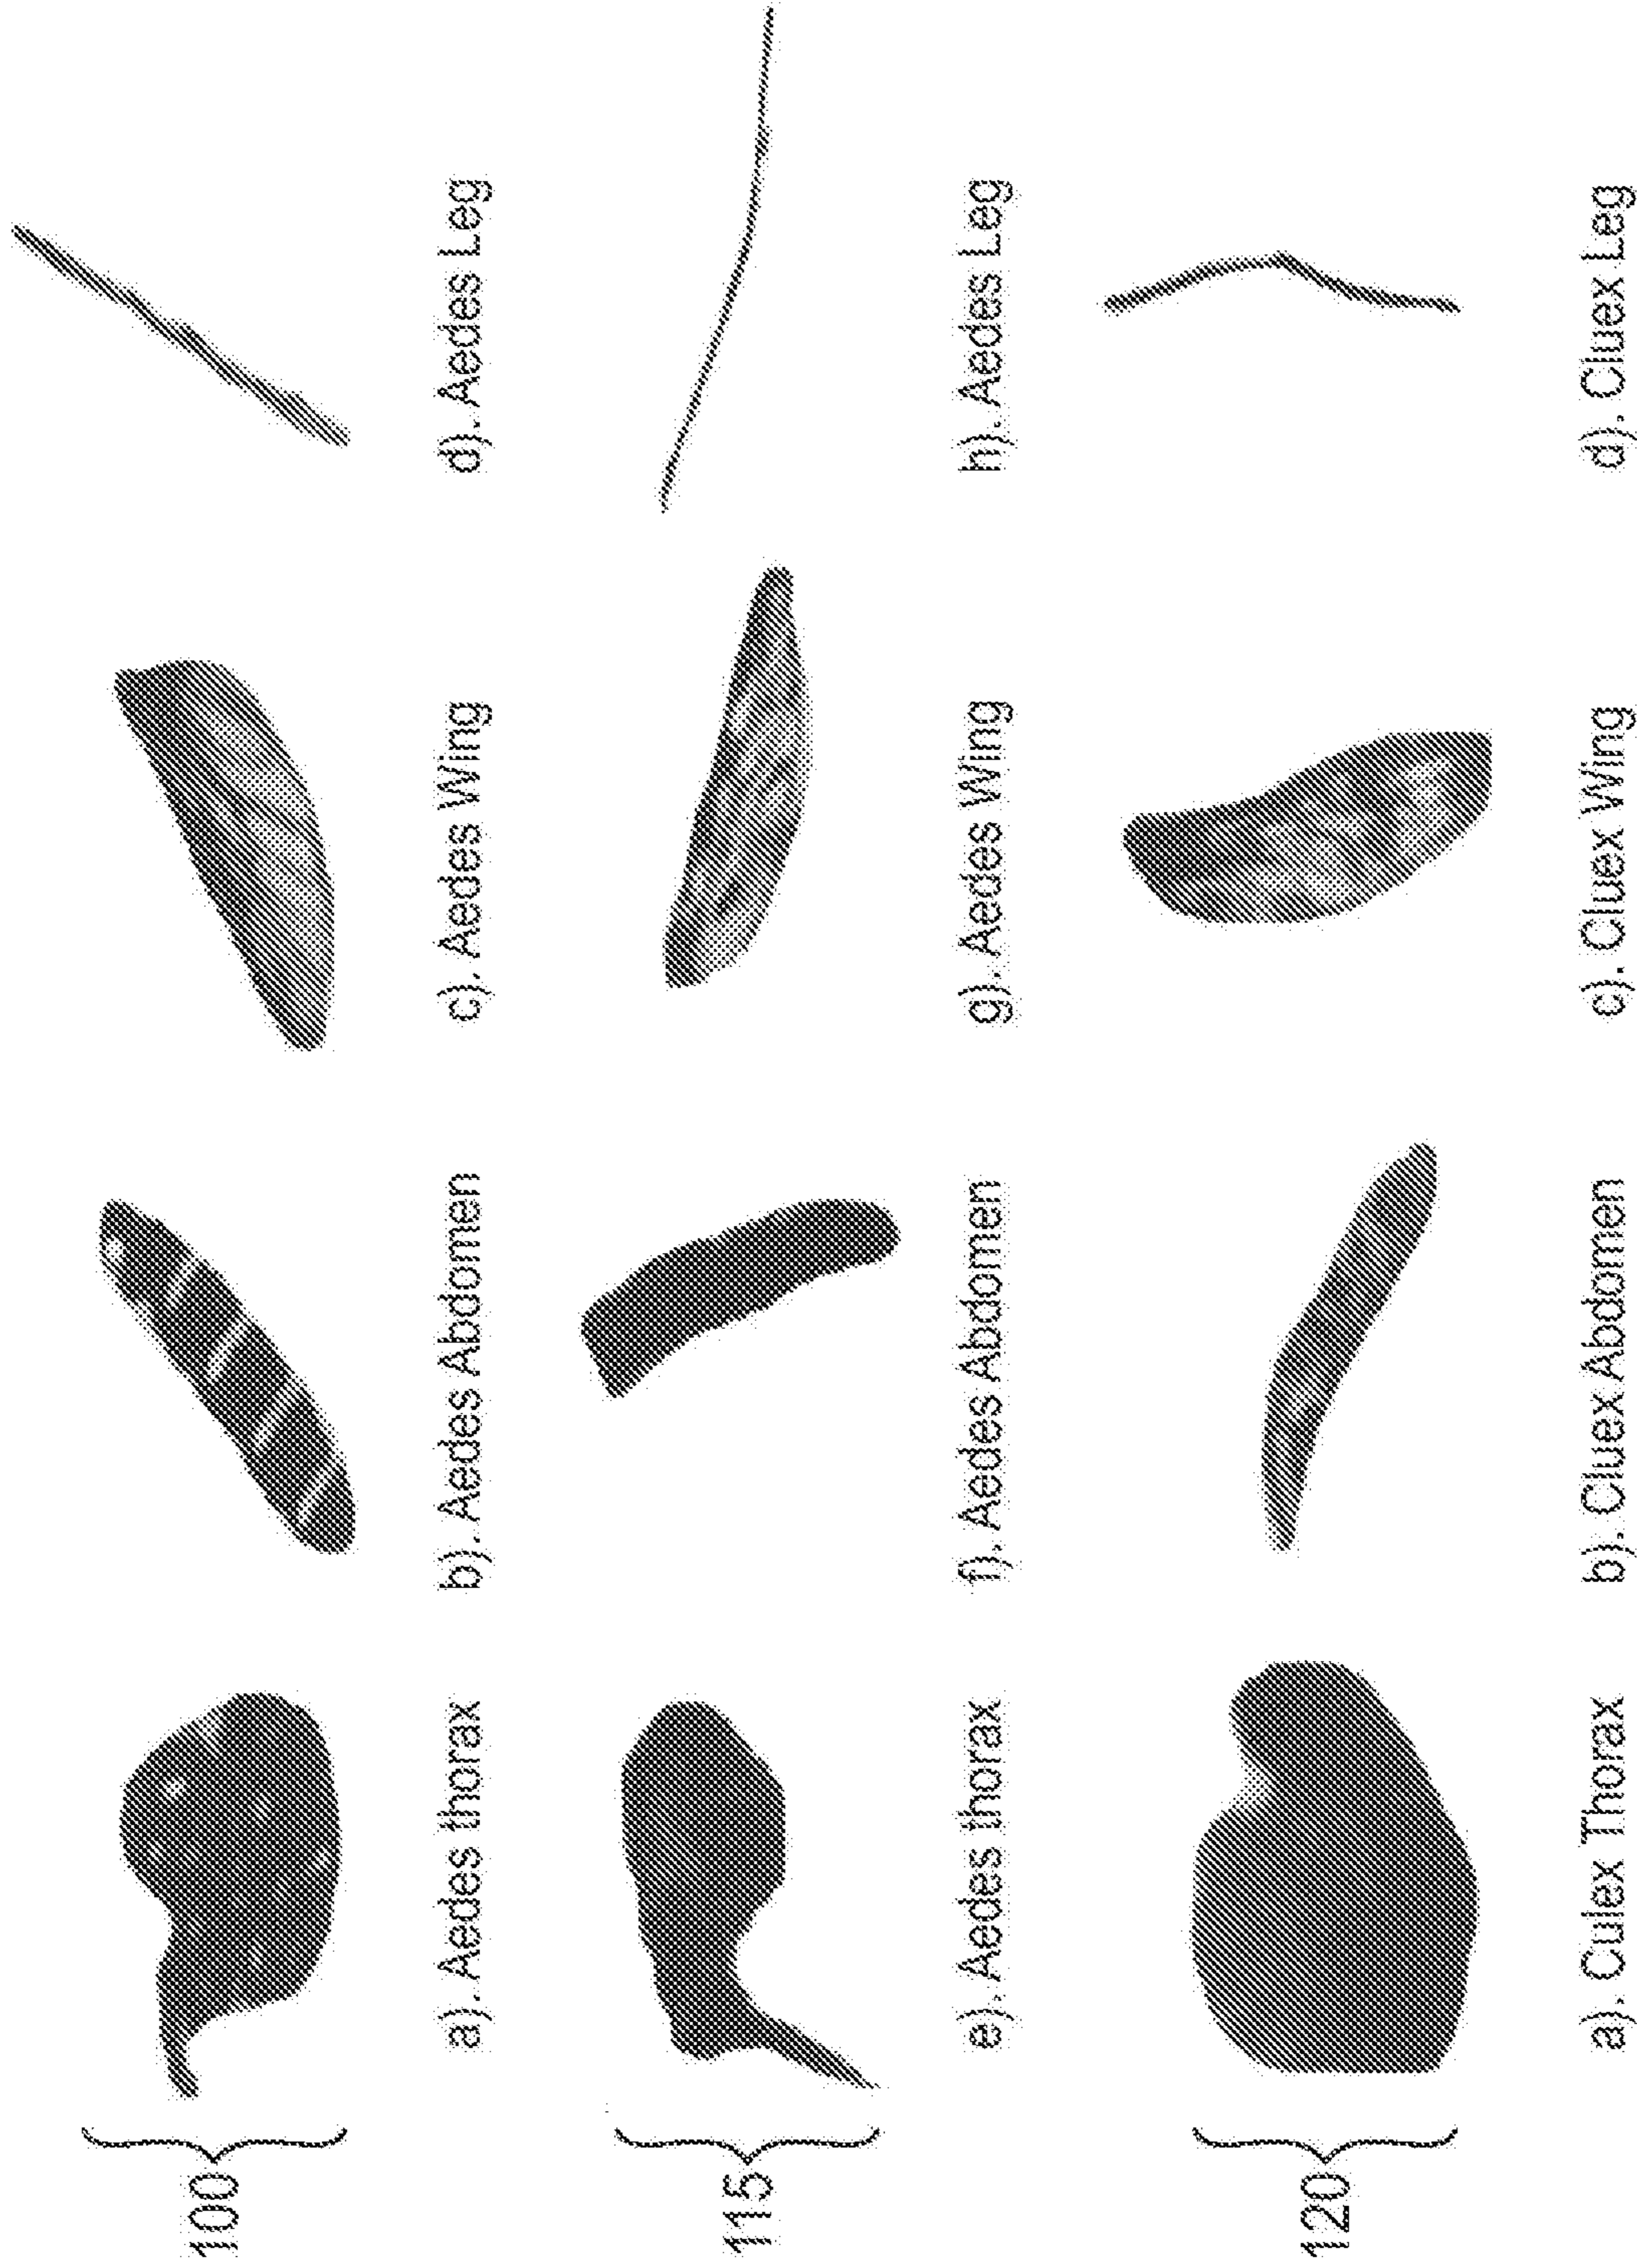 100
a). Aedes thorax
b). Aedes Abdomen
c). Aedes Wing
d). Aedes Leg
115
e). Aedes thorax
f). Aedes Abdomen
g). Aedes Wing
h). Aedes Leg
120
a). Culex Thorax
b). Cluex Abdomen
c). Cluex Wing
d). Cluex Leg